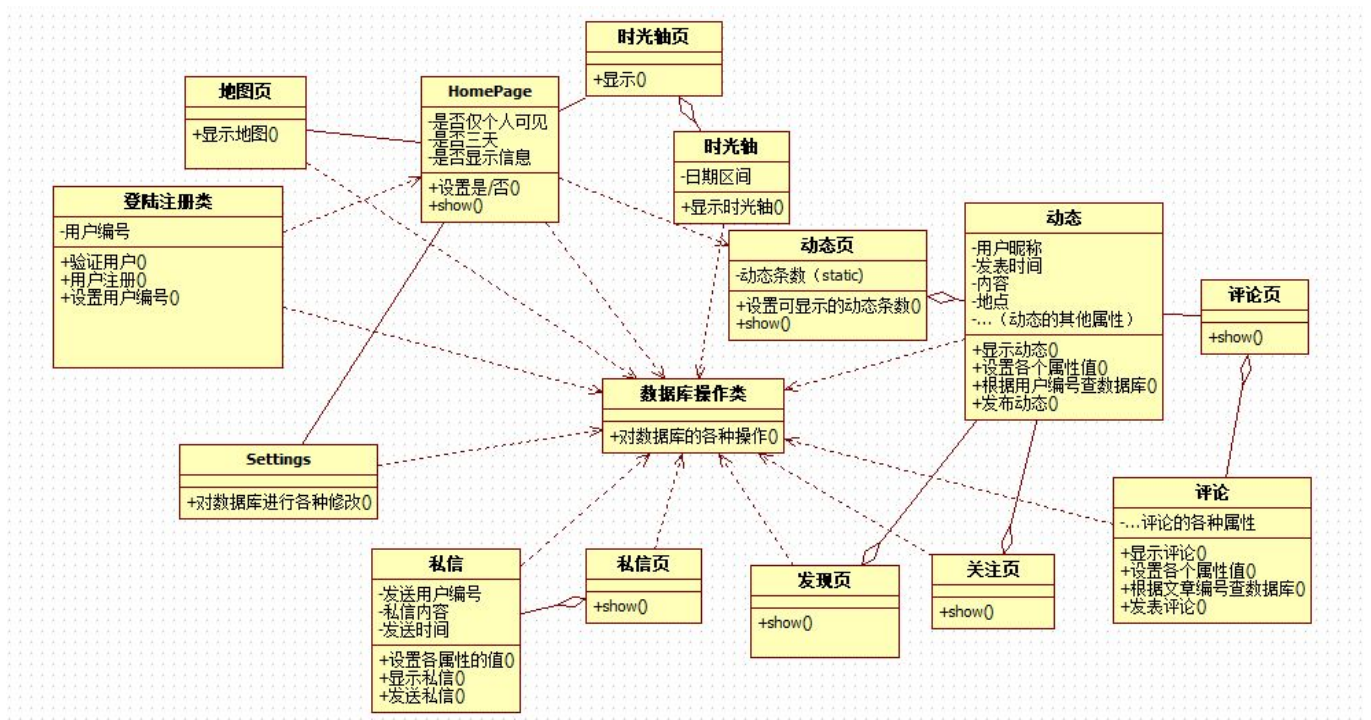 时光轴页
+显示()
地图页
+显示地图()
HomePage
-是否仅个人可见
-是否三天
-是否显示信息
+设置是/否()
+show()
时光轴
-日期区间
+显示时光轴()
登陆注册类
-用户编号
+验证用户()
+用户注册()
+设置用户编号()
动态页
-动态条数（static)
+设置可显示的动态条数()
+show()
动态
-用户昵称
-发表时间
-内容
-地点
-...（动态的其他属性）
+显示动态()
+设置各个属性值()
+根据用户编号查数据库()
+发布动态()
评论页
+show()
数据库操作类
+对数据库的各种操作()
Settings
+对数据库进行各种修改()
评论
-...评论的各种属性
+显示评论()
+设置各个属性值()
+根据文章编号查数据库()
+发表评论()
私信
-发送用户编号
-私信内容
-发送时间
+设置各属性的值()
+显示私信()
+发送私信()
私信页
+show()
发现页
+show()
关注页
+show()